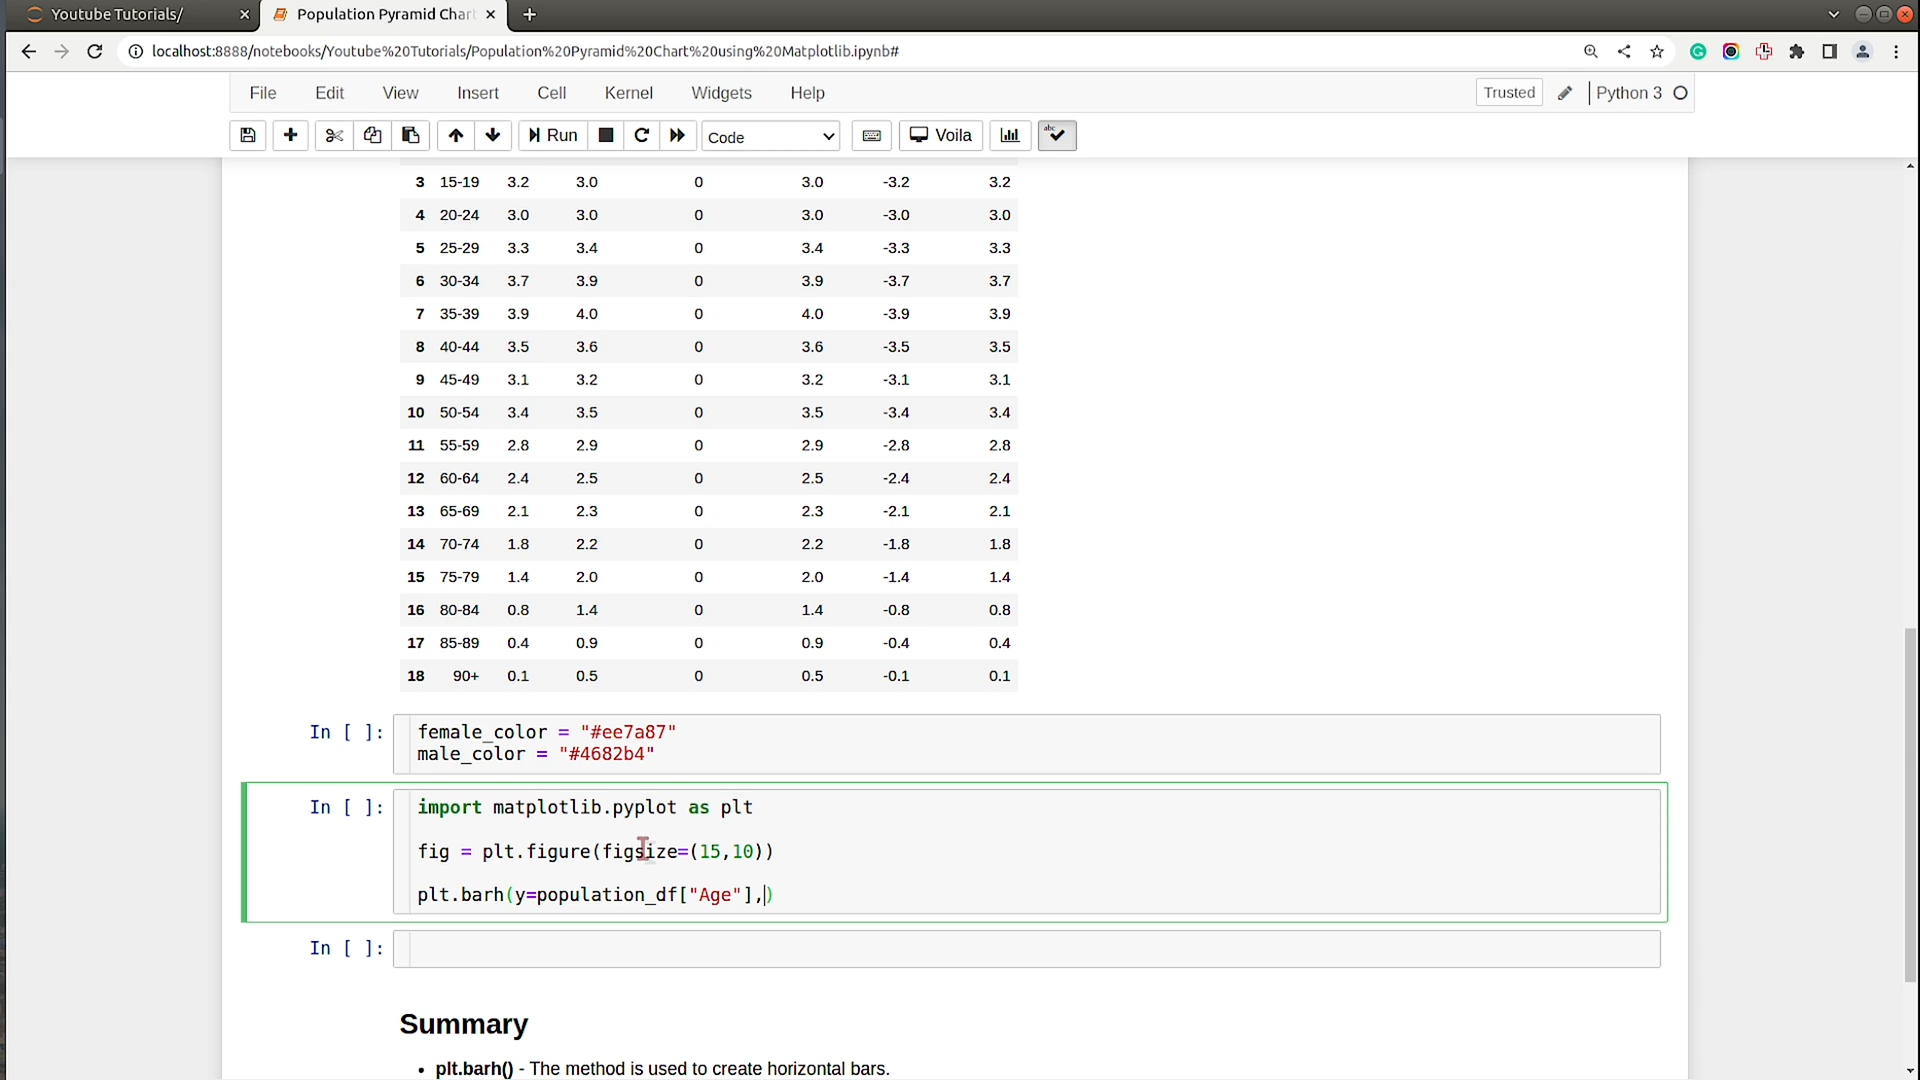 Youtube Tutorials/
Population Pyramid Char
localhost:8888/notebooks/Youtube%20Tutorials/Population%20Pyramid%20Chart%20using%20Matplotlib.ipynb#
File Edit View Insert Cell Kernel Widgets Help Trusted Python 3
Run Code Voila abc
3 15-19 3.2 3.0 0 3.0 -3.2 3.2
4 20-24 3.0 3.0 0 3.0 -3.0 3.0
5 25-29 3.3 3.4 0 3.4 -3.3 3.3
6 30-34 3.7 3.9 0 3.9 -3.7 3.7
7 35-39 3.9 4.0 0 4.0 -3.9 3.9
8 40-44 3.5 3.6 0 3.6 -3.5 3.5
9 45-49 3.1 3.2 0 3.2 -3.1 3.1
10 50-54 3.4 3.5 0 3.5 -3.4 3.4
11 55-59 2.8 2.9 0 2.9 -2.8 2.8
12 60-64 2.4 2.5 0 2.5 -2.4 2.4
13 65-69 2.1 2.3 0 2.3 -2.1 2.1
14 70-74 1.8 2.2 0 2.2 -1.8 1.8
15 75-79 1.4 2.0 0 2.0 -1.4 1.4
16 80-84 0.8 1.4 0 1.4 -0.8 0.8
17 85-89 0.4 0.9 0 0.9 -0.4 0.4
18 90+ 0.1 0.5 0 0.5 -0.1 0.1
In [ ]: female_color = "#ee7a87"
male_color = "#4682b4"
In [ ]: import matplotlib.pyplot as plt
fig = plt.figure(figsize=(15,10))
plt.barh(y=population_df["Age"],)
In [ ]:
Summary
• plt.barh() - The method is used to create horizontal bars.